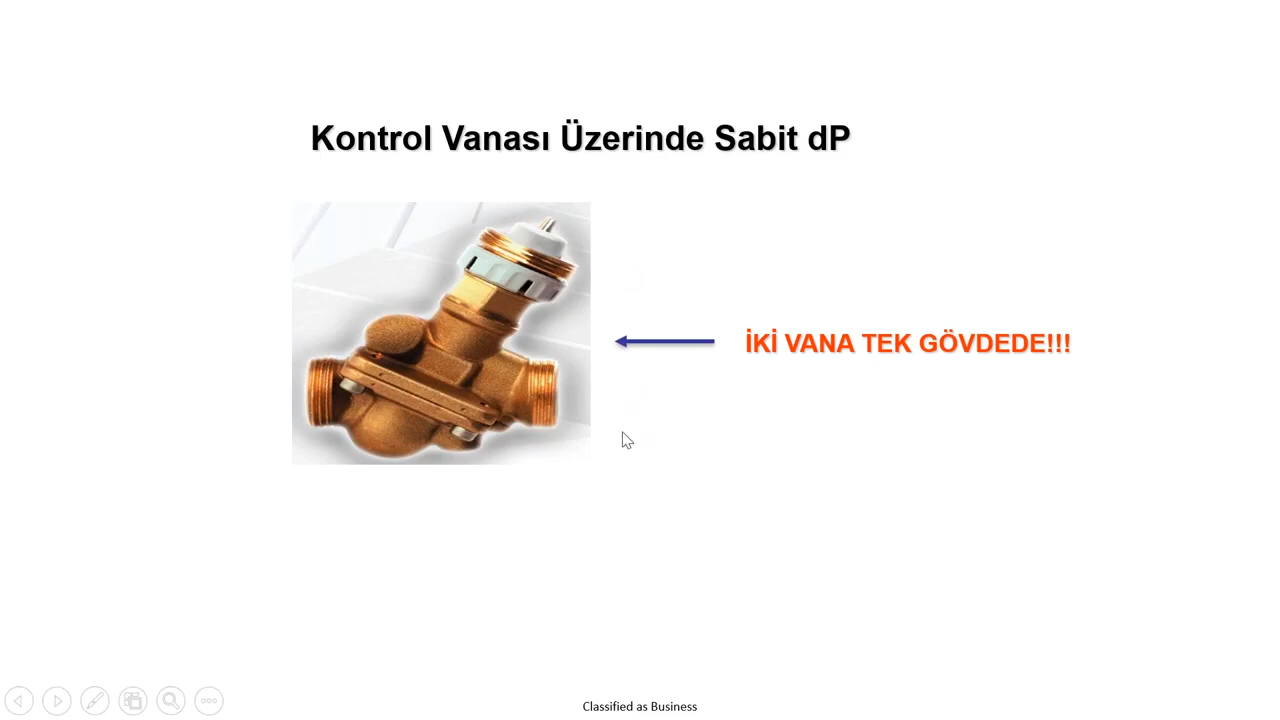 Kontrol Vanası Üzerinde Sabit dP
İKİ VANA TEK GÖVDEDE!!!
Classified as Business